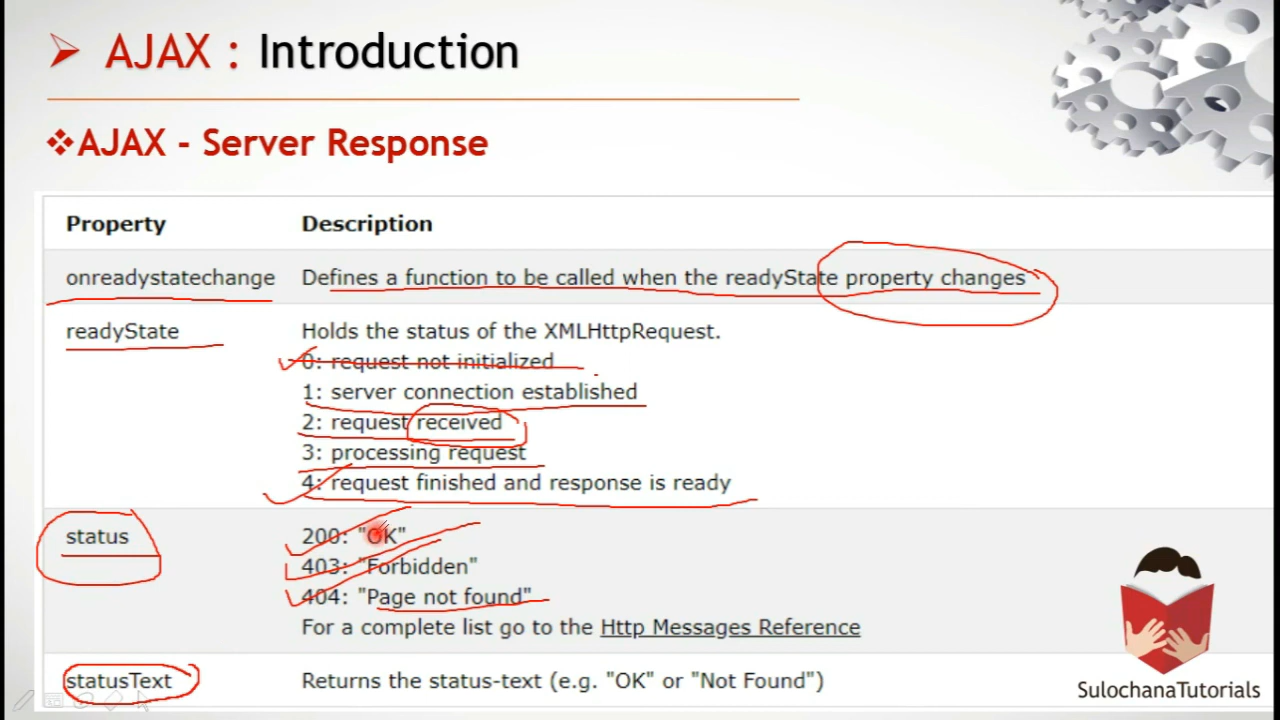 AJAX : Introduction
AJAX - Server Response
Property Description
onreadystatechange Defines a function to be called when the readyState property changes
readyState Holds the status of the XMLHttpRequest.
0: request not initialized
1: server connection established
2: request received
3: processing request
4: request finished and response is ready
status 200: "OK"
403: "Forbidden"
404: "Page not found"
For a complete list go to the Http Messages Reference
statusText Returns the status-text (e.g. "OK" or "Not Found")
SulochanaTutorials